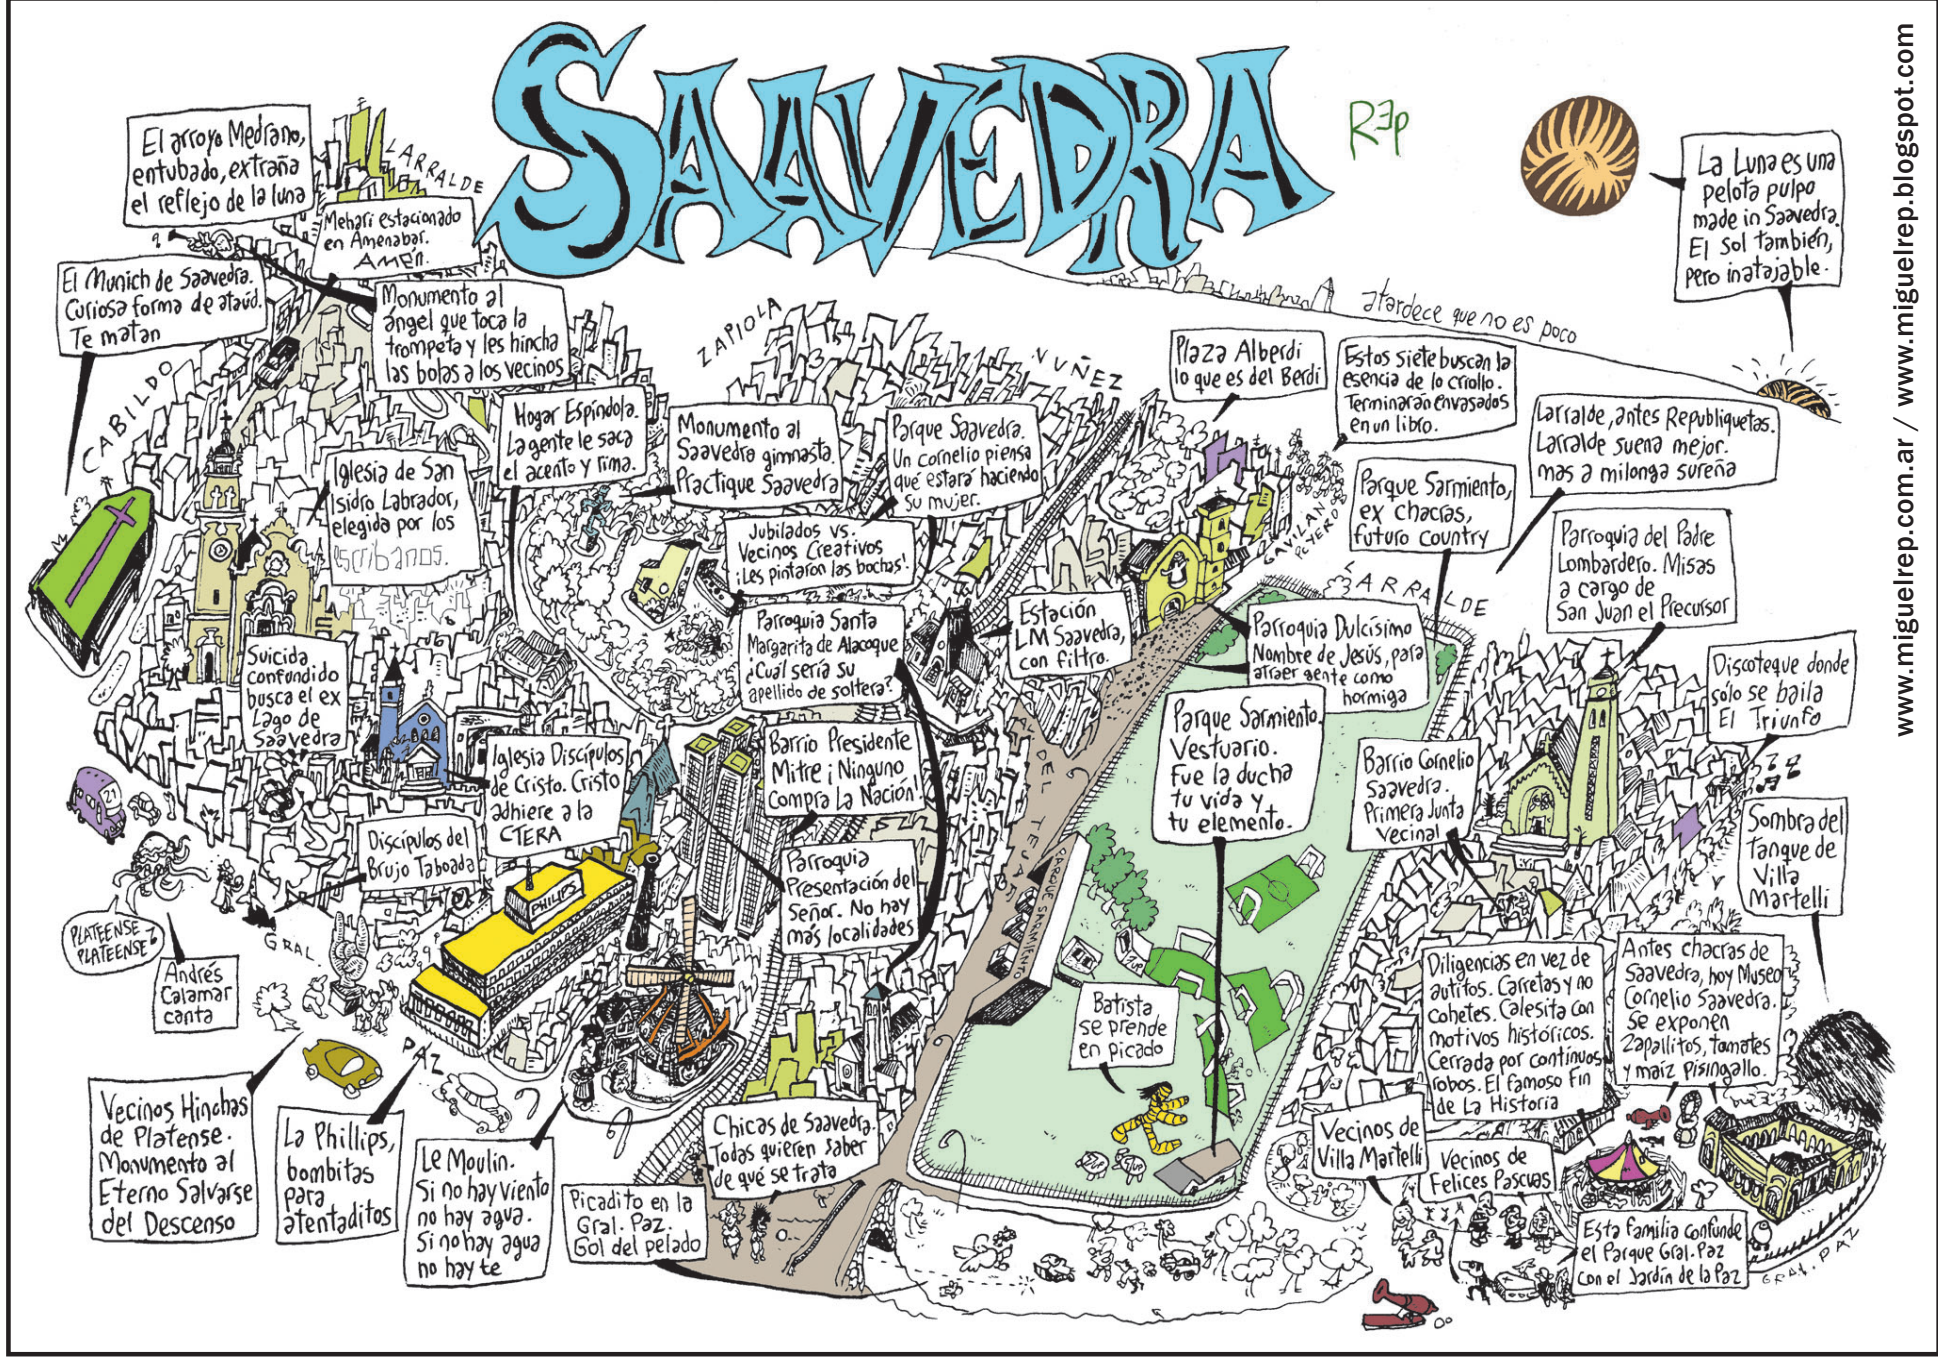 SAAVEDRA
REP
www.miguelrep.com.ar / www.miguelrep.blogspot.com
El arroyo Medrano,
entubado, extraña
el reflejo de la luna
LARRALDE
Mehari estacionado
en Amenabar.
AMÉN.
El Munich de Saavedra.
Curiosa forma de ataúd.
Te matan
Monumento al
ángel que toca la
trompeta y les hincha
las bolas a los vecinos
CABILDO
ZAPIOLA
NUÑEZ
atardece que no es poco
La Luna es una
pelota pulpo
made in Saavedra.
El Sol también,
pero inatajable.
Plaza Alberdi
lo que es del Berdi
Estos siete buscan la
esencia de lo criollo.
Terminarán envasados
en un libro.
Larralde, antes Republiquetas.
Larralde suena mejor.
mas a milonga sureña
Hogar Espíndola.
La gente le saca
el acento y rima.
Monumento al
Saavedra gimnasta.
Practique Saavedra
Parque Saavedra.
Un cornelio piensa
qué estará haciendo
su mujer.
Iglesia de San
Isidro Labrador,
elegida por los
escribanos.
Jubilados vs.
Vecinos Creativos
¡Les pintaron las bochas!
Parque Sarmiento,
ex chacras,
futuro country
GAVILAN
PLATEENSE
PLATEENSE
Parroquia del Padre
Lombardero. Misas
a cargo de
San Juan el Precursor
LARRALDE
Parroquia Santa
Margarita de Alacoque
¿Cuál sería su
apellido de soltera?
Estación
LM Saavedra,
con filtro.
Parroquia Dulcísimo
Nombre de Jesús, para
atraer gente como
hormiga
Suicida
confundido
busca el ex
Lago de
Saavedra
Discoteque donde
sólo se baila
El Triunfo
Parque Sarmiento.
Vestuario.
Fue la ducha
tu vida y
tu elemento.
Iglesia Discípulos
de Cristo. Cristo
adhiere a la
CTERA
Barrio Presidente
Mitre ¡Ninguno
Compra La Nación!
DEL TEJAR
Barrio Cornelio
Saavedra.
Primera Junta
Vecinal
Sombra del
Tanque de
Villa
Martelli
Discípulos del
Brujo Taboada
PHILIPS
Parroquia
Presentación del
Señor. No hay
más localidades
PARQUE SARMIENTO
GRAL.
PAZ
Andrés
Calamar
canta
Batista
se prende
en picado
Diligencias en vez de
autitos. Carretas y no
cohetes. Calesita con
motivos históricos.
Cerrada por continuos
robos. El famoso Fin
de La Historia
Antes chacras de
Saavedra, hoy Museo
Cornelio Saavedra.
Se exponen
zapallitos, tomates
y maíz pisingallo.
Vecinos Hinchas
de Platense.
Monumento al
Eterno Salvarse
del Descenso
La Phillips,
bombitas
para
atentaditos
Le Moulin.
Si no hay viento
no hay agua.
Si no hay agua
no hay te
Picadito en la
Gral. Paz.
Gol del pelado
Chicas de Saavedra.
Todas quieren saber
de qué se trata
Vecinos de
Villa Martelli
Vecinos de
Felices Pascuas
Esta familia confunde
el Parque Gral. Paz
con el Jardín de la Paz
GRAL. PAZ